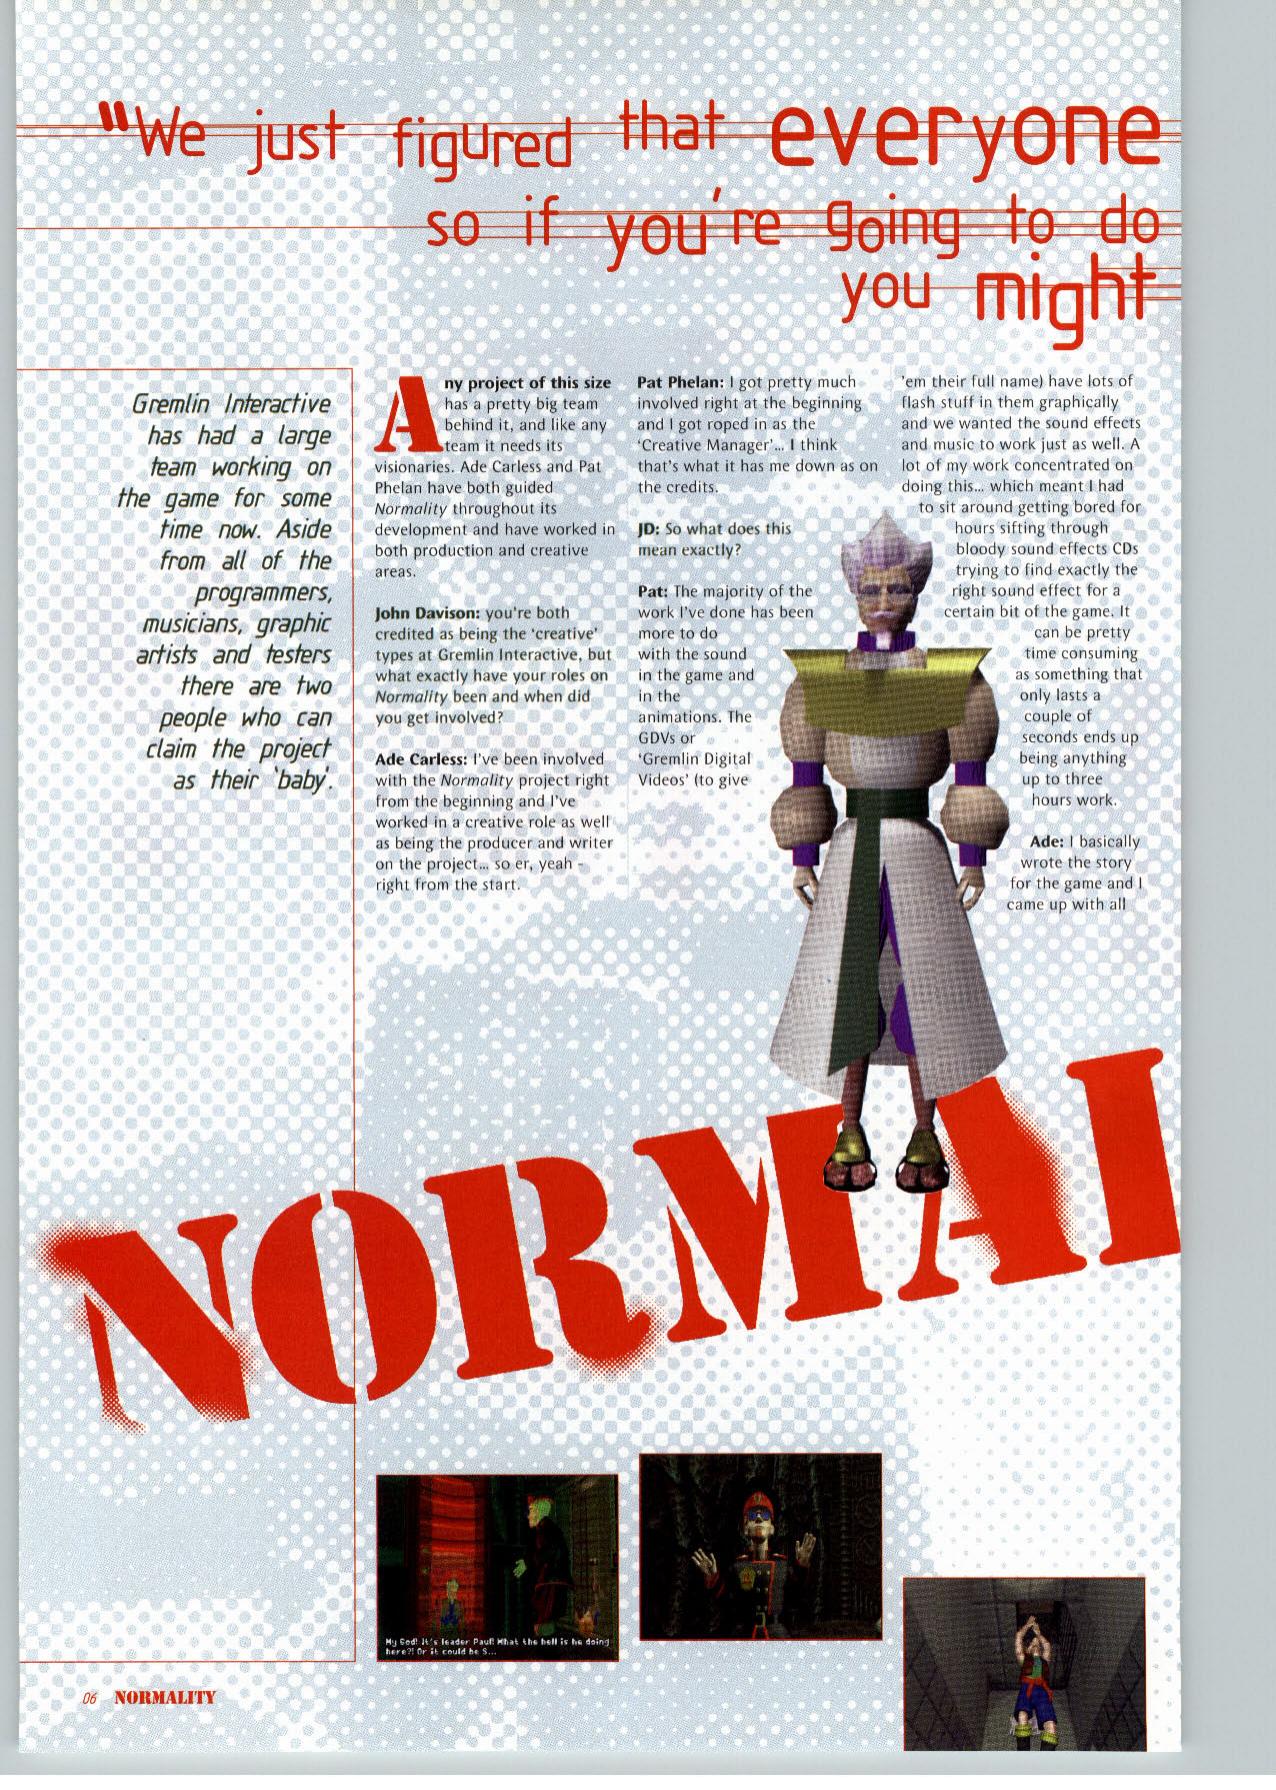 "We just figured that everyone
so if you're going to do
you might
Gremlin Interactive
has had a large
team working on
the game for some
time now. Aside
from all of the
programmers,
musicians, graphic
artists and testers
there are two
people who can
claim the project
as their 'baby'.
Any project of this size
has a pretty big team
behind it, and like any
team it needs its
visionaries. Ade Carless and Pat
Phelan have both guided
Normality throughout its
development and have worked in
both production and creative
areas.
John Davison: you're both
credited as being the 'creative'
types at Gremlin Interactive, but
what exactly have your roles on
Normality been and when did
you get involved?
Ade Carless: I've been involved
with the Normality project right
from the beginning and I've
worked in a creative role as well
as being the producer and writer
on the project... so er, yeah -
right from the start.
Pat Phelan: I got pretty much
involved right at the beginning
and I got roped in as the
'Creative Manager'... I think
that's what it has me down as on
the credits.
JD: So what does this
mean exactly?
Pat: The majority of the
work I've done has been
more to do
with the sound
in the game and
in the
animations. The
GDVs or
'Gremlin Digital
Videos' (to give
'em their full name) have lots of
flash stuff in them graphically
and we wanted the sound effects
and music to work just as well. A
lot of my work concentrated on
doing this... which meant I had
to sit around getting bored for
hours sifting through
bloody sound effects CDs
trying to find exactly the
right sound effect for a
certain bit of the game. It
can be pretty
time consuming
as something that
only lasts a
couple of
seconds ends up
being anything
up to three
hours work.
Ade: I basically
wrote the story
for the game and I
came up with all
NORMAL
My God! It's leader Paul! What the hell is he doing
here?! Or it could be S...
06 NORMALITY